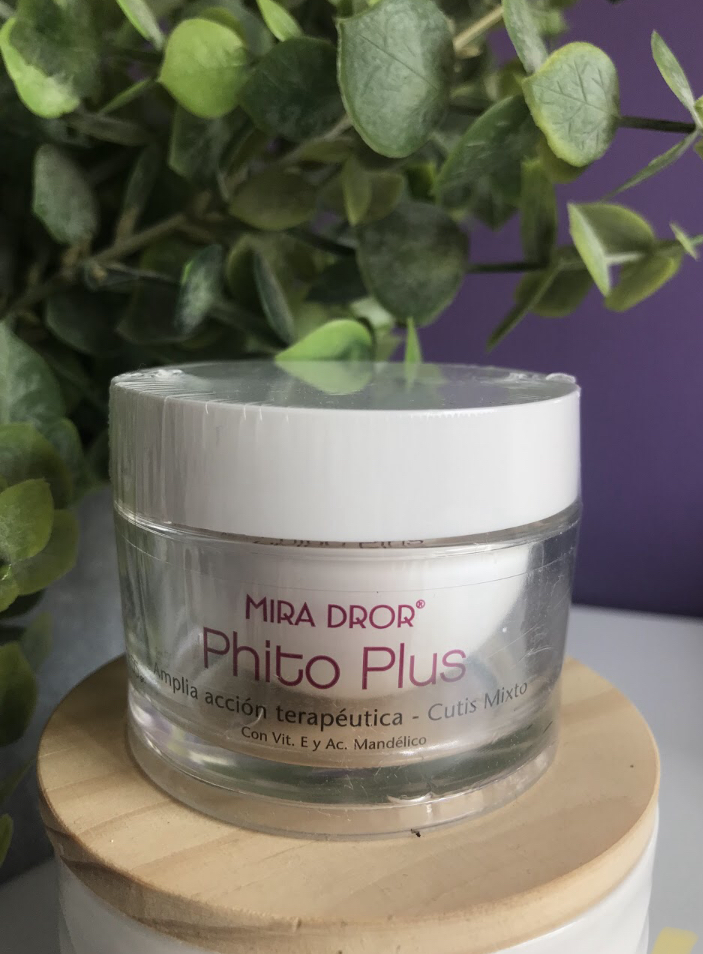 MIRA DROR®
Phito Plus
Amplia acción terapéutica - Cutis Mixto
Con Vit. E y Ac. Mandélico